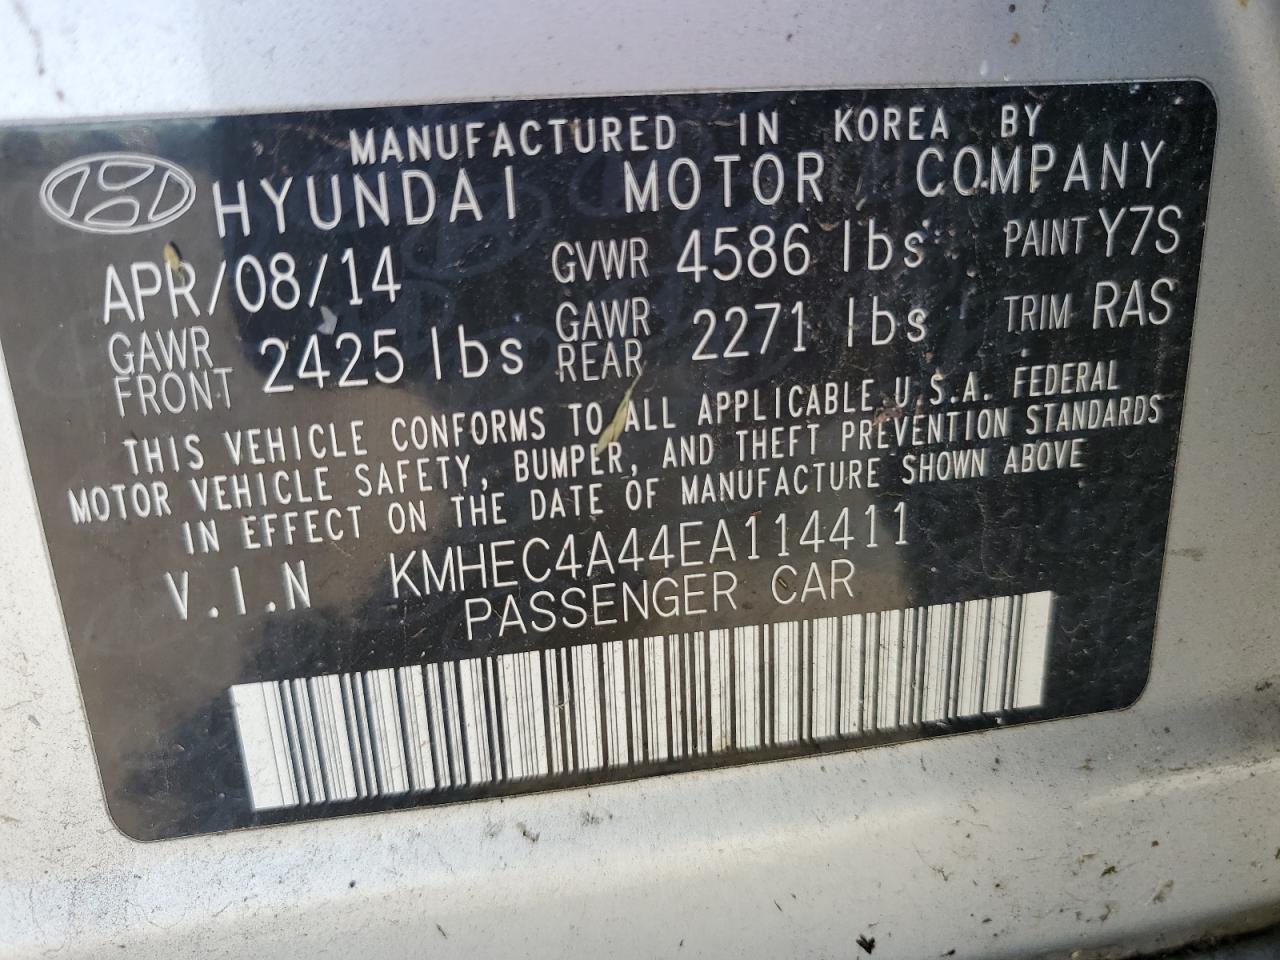 MANUFACTURED IN KOREA BY
HYUNDAI MOTOR COMPANY
APR/08/14 GVWR 4586 lbs PAINT Y7S
GAWR FRONT 2425 lbs GAWR REAR 2271 lbs TRIM RAS
THIS VEHICLE CONFORMS TO ALL APPLICABLE U.S.A. FEDERAL
MOTOR VEHICLE SAFETY, BUMPER, AND THEFT PREVENTION STANDARDS
IN EFFECT ON THE DATE OF MANUFACTURE SHOWN ABOVE
V.I.N KMHEC4A44EA114411
PASSENGER CAR